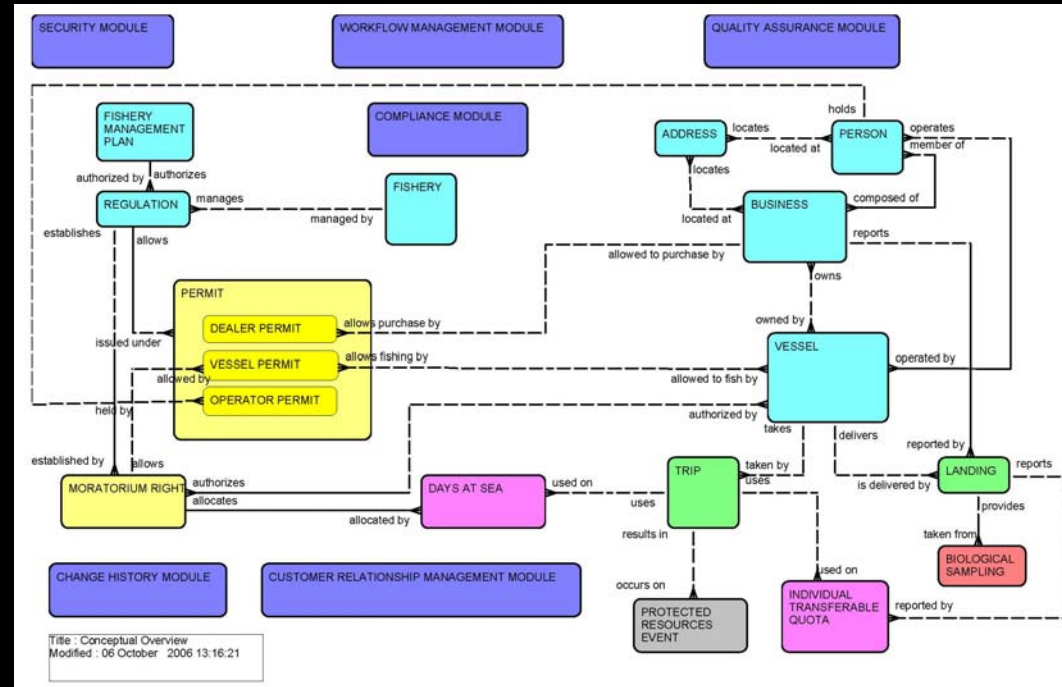 SECURITY MODULE
WORKFLOW MANAGEMENT MODULE
QUALITY ASSURANCE MODULE
holds
FISHERY
MANAGEMENT
PLAN
COMPLIANCE MODULE
ADDRESS
locates
located at
PERSON
operates
member of
authorized by
authorizes
locates
REGULATION
manages
managed by
FISHERY
located at
BUSINESS
composed of
establishes
allows
reports
allowed to purchase by
owns
PERMIT
issued under
DEALER PERMIT
allows purchase by
owned by
VESSEL
allowed by
VESSEL PERMIT
allows fishing by
allowed to fish by
operated by
held by
OPERATOR PERMIT
authorized by
takes
delivers
established by
allows
reported by
MORATORIUM RIGHT
authorizes
allocates
allocated by
DAYS AT SEA
used on
uses
TRIP
taken by
uses
is delivered by
LANDING
reports
provides
results in
taken from
BIOLOGICAL
SAMPLING
CHANGE HISTORY MODULE
CUSTOMER RELATIONSHIP MANAGEMENT MODULE
occurs on
used on
PROTECTED
RESOURCES
EVENT
INDIVIDUAL
TRANSFERABLE
QUOTA
reported by
Title : Conceptual Overview
Modified : 06 October 2006 13:16:21